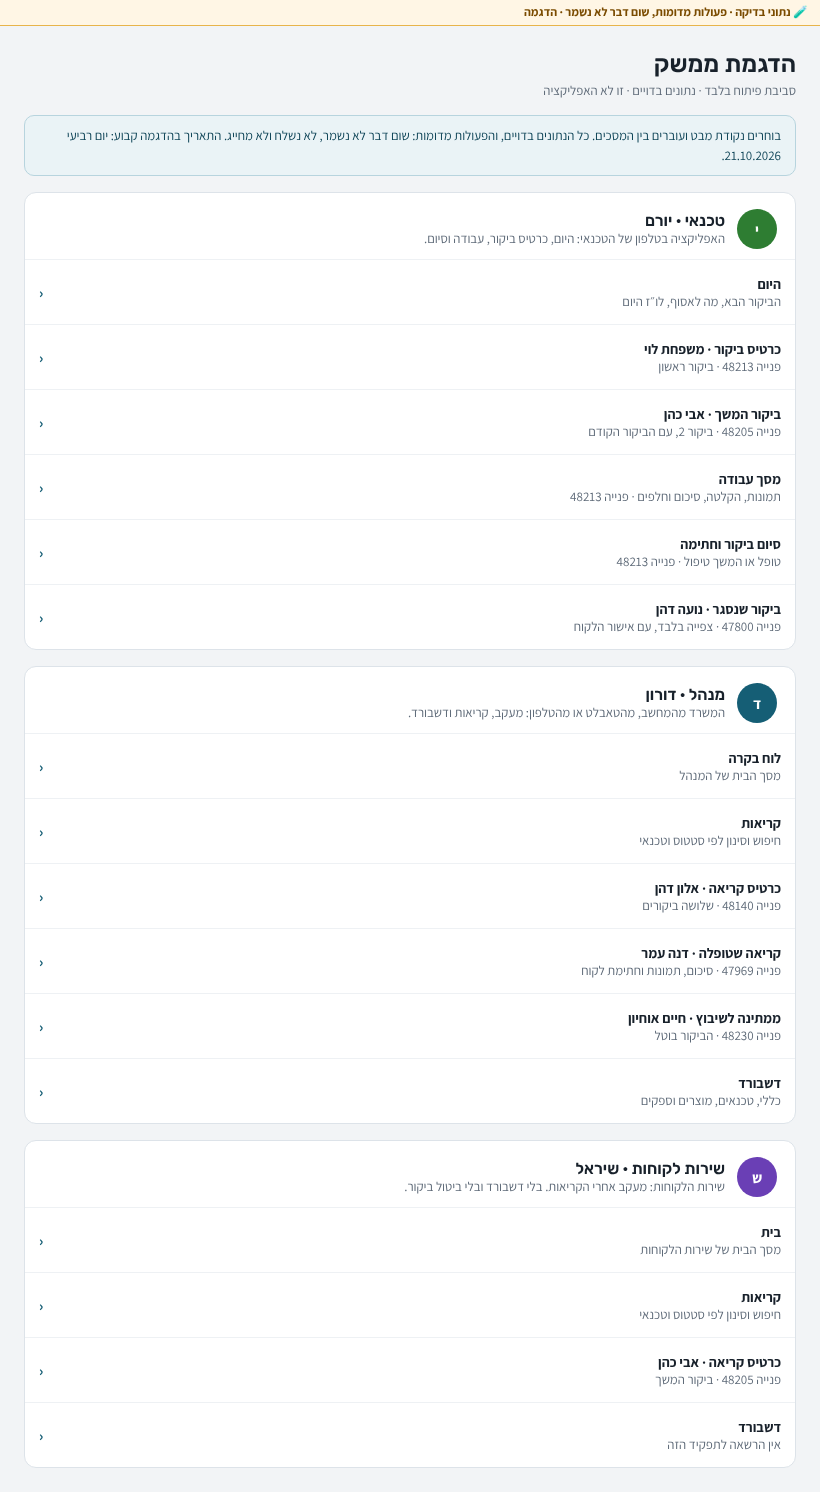 🧪 נתוני בדיקה · פעולות מדומות, שום דבר לא נשמר · הדגמה
הדגמת ממשק
סביבת פיתוח בלבד · נתונים בדויים · זו לא האפליקציה
בוחרים נקודת מבט ועוברים בין המסכים. כל הנתונים בדויים, והפעולות מדומות: שום דבר לא נשמר, לא נשלח ולא מחייג. התאריך בהדגמה קבוע: יום רביעי
21.10.2026.
י
טכנאי • יורם
האפליקציה בטלפון של הטכנאי: היום, כרטיס ביקור, עבודה וסיום.
היום
הביקור הבא, מה לאסוף, לו״ז היום
כרטיס ביקור · משפחת לוי
פנייה 48213 · ביקור ראשון
ביקור המשך · אבי כהן
פנייה 48205 · ביקור 2, עם הביקור הקודם
מסך עבודה
תמונות, הקלטה, סיכום וחלפים · פנייה 48213
סיום ביקור וחתימה
טופל או המשך טיפול · פנייה 48213
ביקור שנסגר · נועה דהן
פנייה 47800 · צפייה בלבד, עם אישור הלקוח
ד
מנהל • דורון
המשרד מהמחשב, מהטאבלט או מהטלפון: מעקב, קריאות ודשבורד.
לוח בקרה
מסך הבית של המנהל
קריאות
חיפוש וסינון לפי סטטוס וטכנאי
כרטיס קריאה · אלון דהן
פנייה 48140 · שלושה ביקורים
קריאה שטופלה · דנה עמר
פנייה 47969 · סיכום, תמונות וחתימת לקוח
ממתינה לשיבוץ · חיים אוחיון
פנייה 48230 · הביקור בוטל
דשבורד
כללי, טכנאים, מוצרים וספקים
ש
שירות לקוחות • שיראל
שירות הלקוחות: מעקב אחרי הקריאות. בלי דשבורד ובלי ביטול ביקור.
בית
מסך הבית של שירות הלקוחות
קריאות
חיפוש וסינון לפי סטטוס וטכנאי
כרטיס קריאה · אבי כהן
פנייה 48205 · ביקור המשך
דשבורד
אין הרשאה לתפקיד הזה